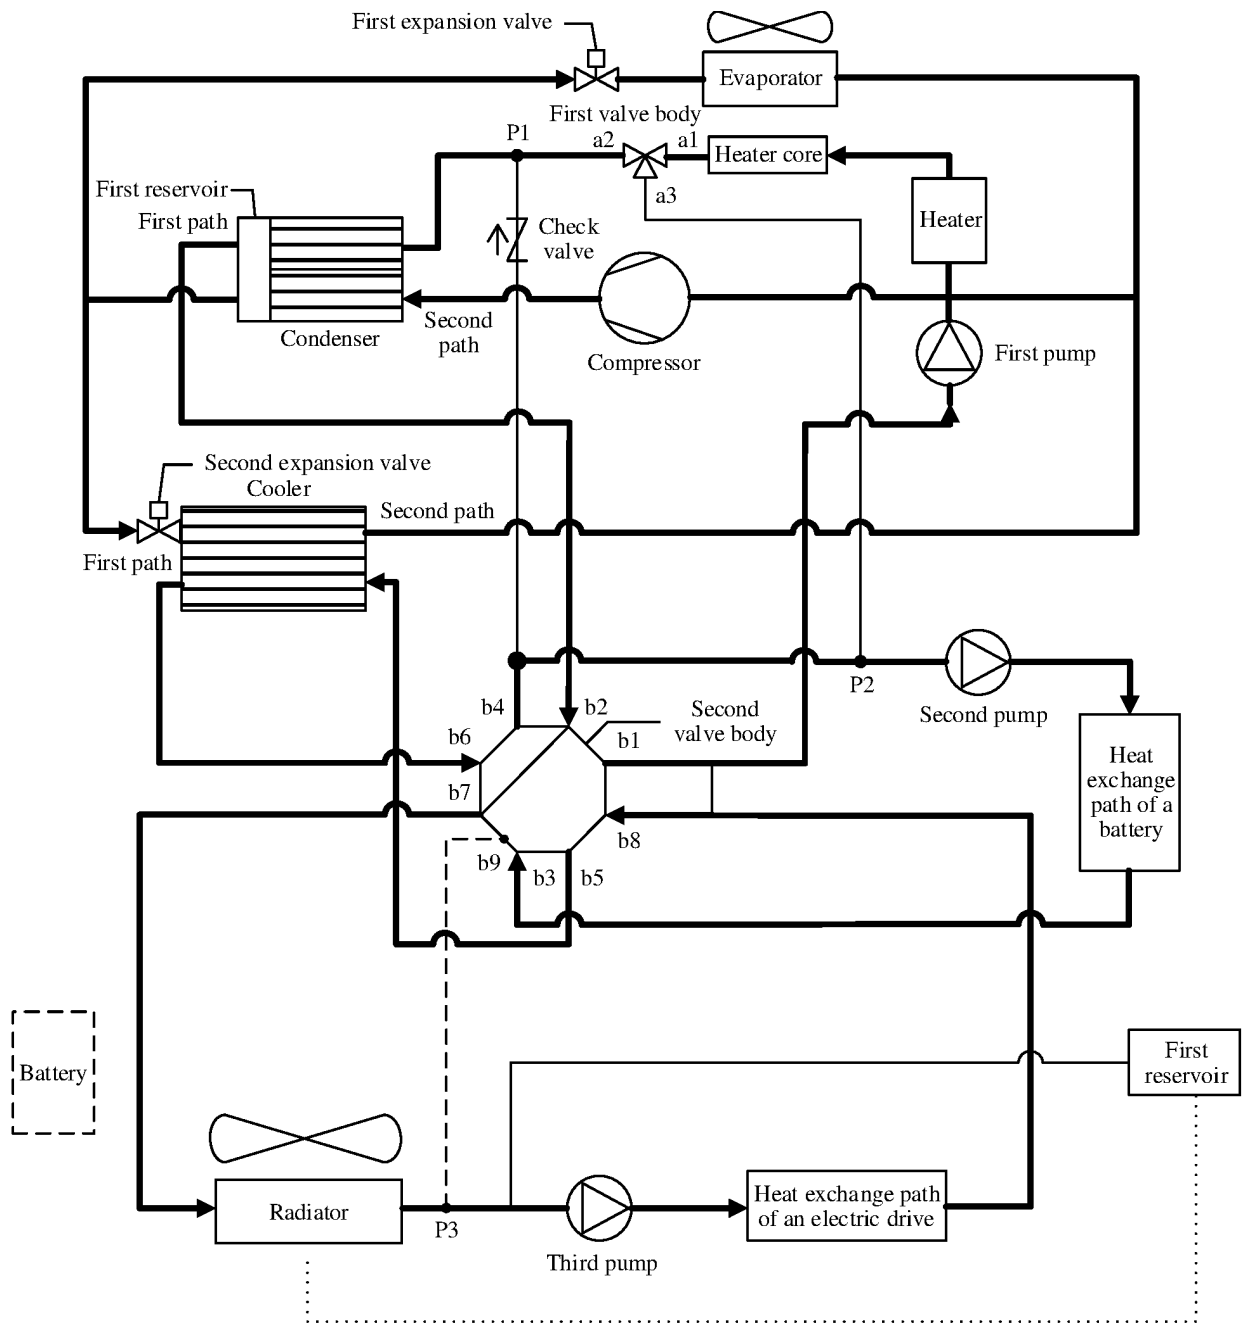 First expansion valve
Evaporator
First valve body
P1
a2
a1
Heater core
a3
First reservoir
First path
Heater
Check
valve
Second
path
Condenser
Compressor
First pump
Second expansion valve
Cooler
Second path
First path
P2
Second pump
b4
b2
Second
valve body
b6
b1
b7
Heat
exchange
path of a
battery
b8
b9
b3
b5
Battery
First
reservoir
Radiator
P3
Heat exchange path
of an electric drive
Third pump